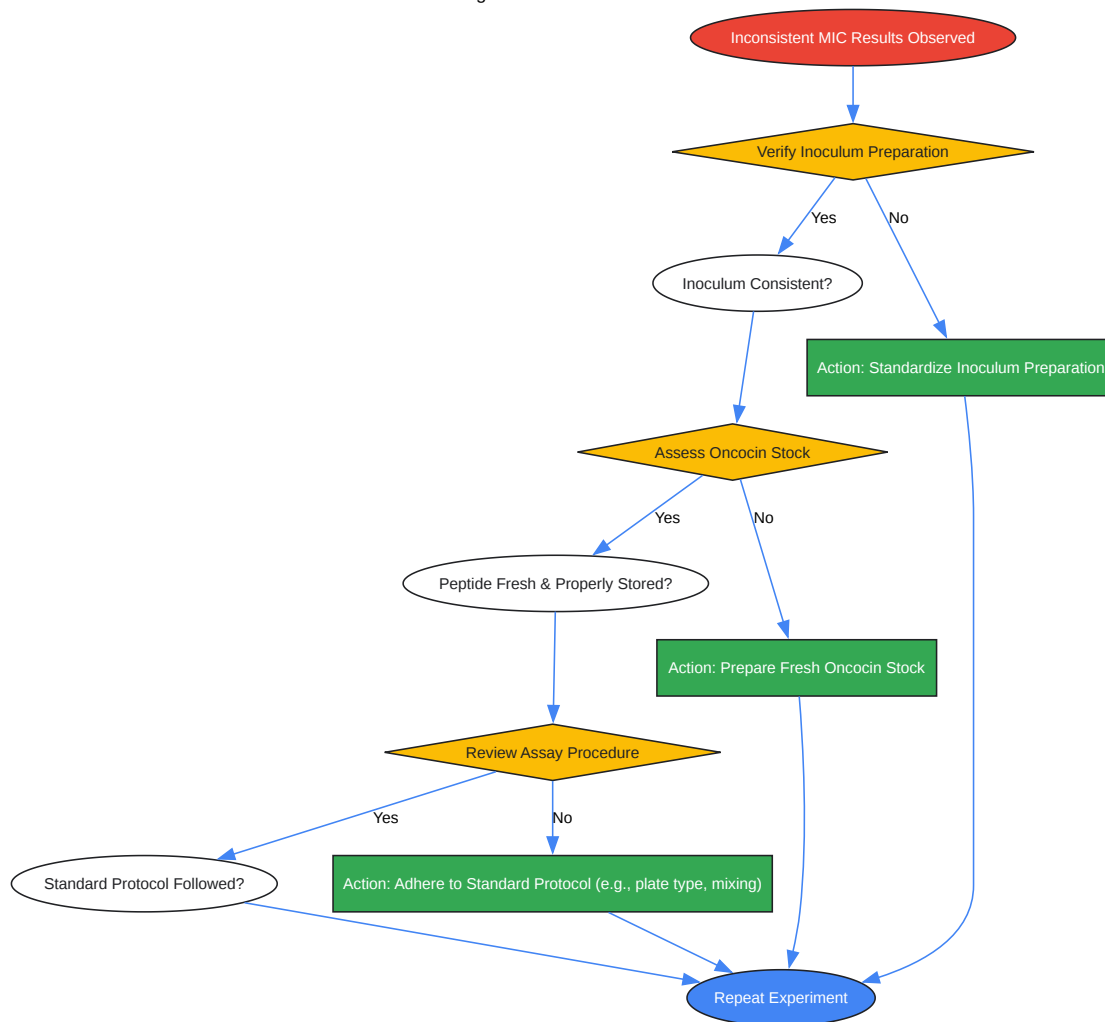 Inconsistent MIC Results Observed
Verify Inoculum Preparation
Yes
No
Inoculum Consistent?
Action: Standardize Inoculum Preparation
Assess Oncocin Stock
Yes
No
Peptide Fresh & Properly Stored?
Action: Prepare Fresh Oncocin Stock
Review Assay Procedure
Yes
No
Standard Protocol Followed?
Action: Adhere to Standard Protocol (e.g., plate type, mixing)
Repeat Experiment